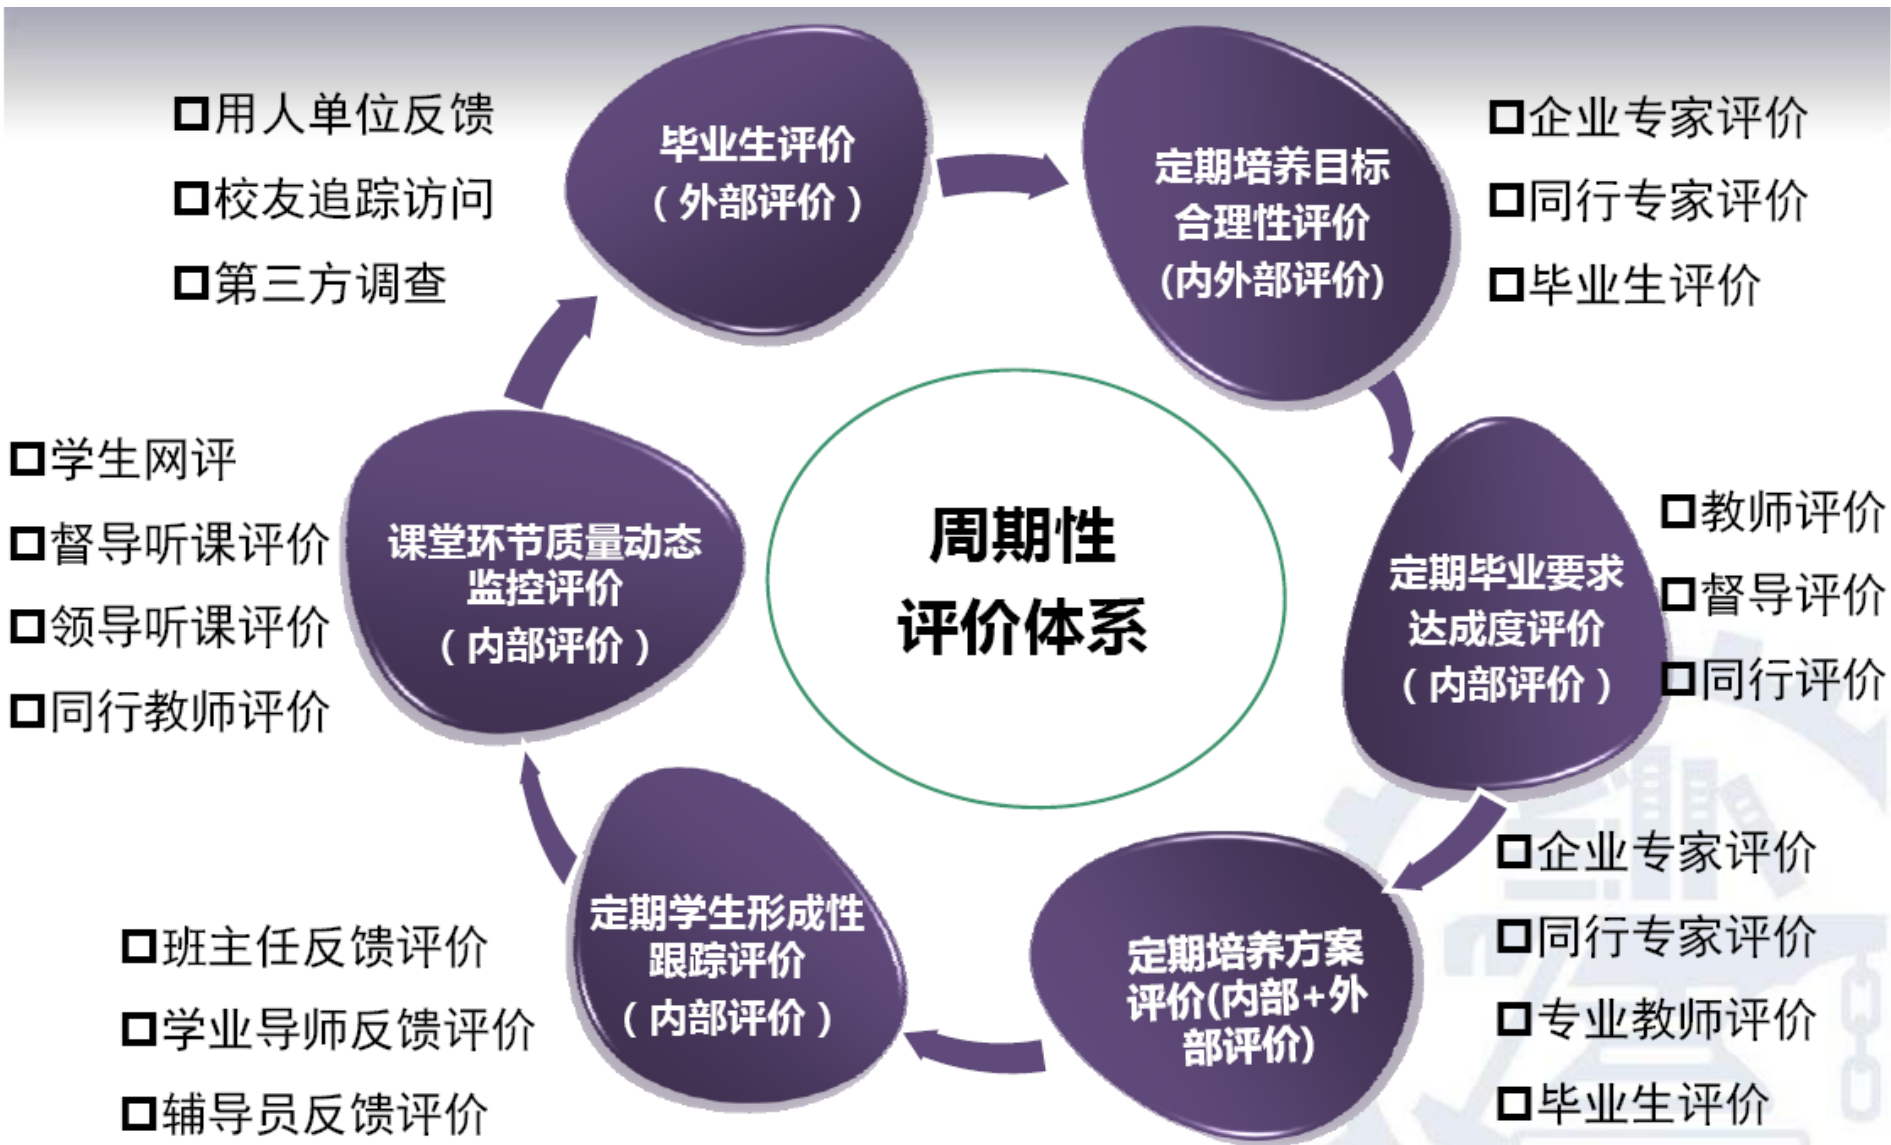 □用人单位反馈
□校友追踪访问
□第三方调查
毕业生评价
（外部评价）
定期培养目标
合理性评价
(内外部评价)
□企业专家评价
□同行专家评价
□毕业生评价
□学生网评
□督导听课评价
□领导听课评价
□同行教师评价
课堂环节质量动态
监控评价
（内部评价）
周期性
评价体系
定期毕业要求
达成度评价
（内部评价）
□教师评价
□督导评价
□同行评价
□班主任反馈评价
□学业导师反馈评价
□辅导员反馈评价
定期学生形成性
跟踪评价
（内部评价）
定期培养方案
评价(内部+外
部评价)
□企业专家评价
□同行专家评价
□专业教师评价
□毕业生评价